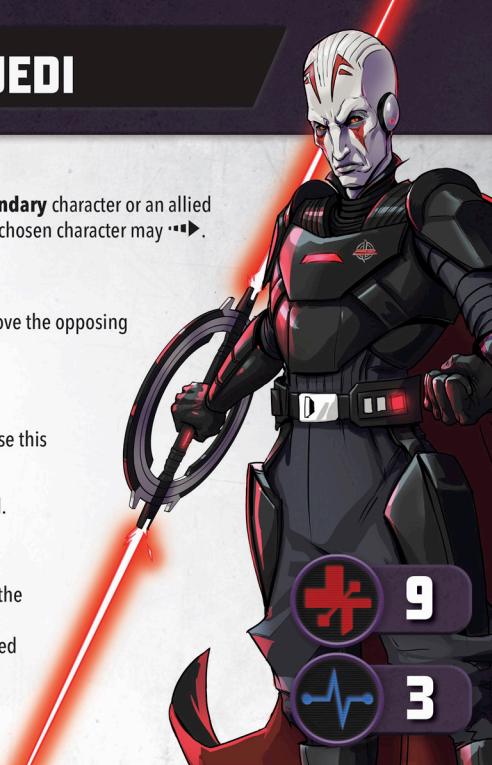 JEDI
ndary character or an allied
chosen character may .
ove the opposing
se this
.
the
ed
9
3